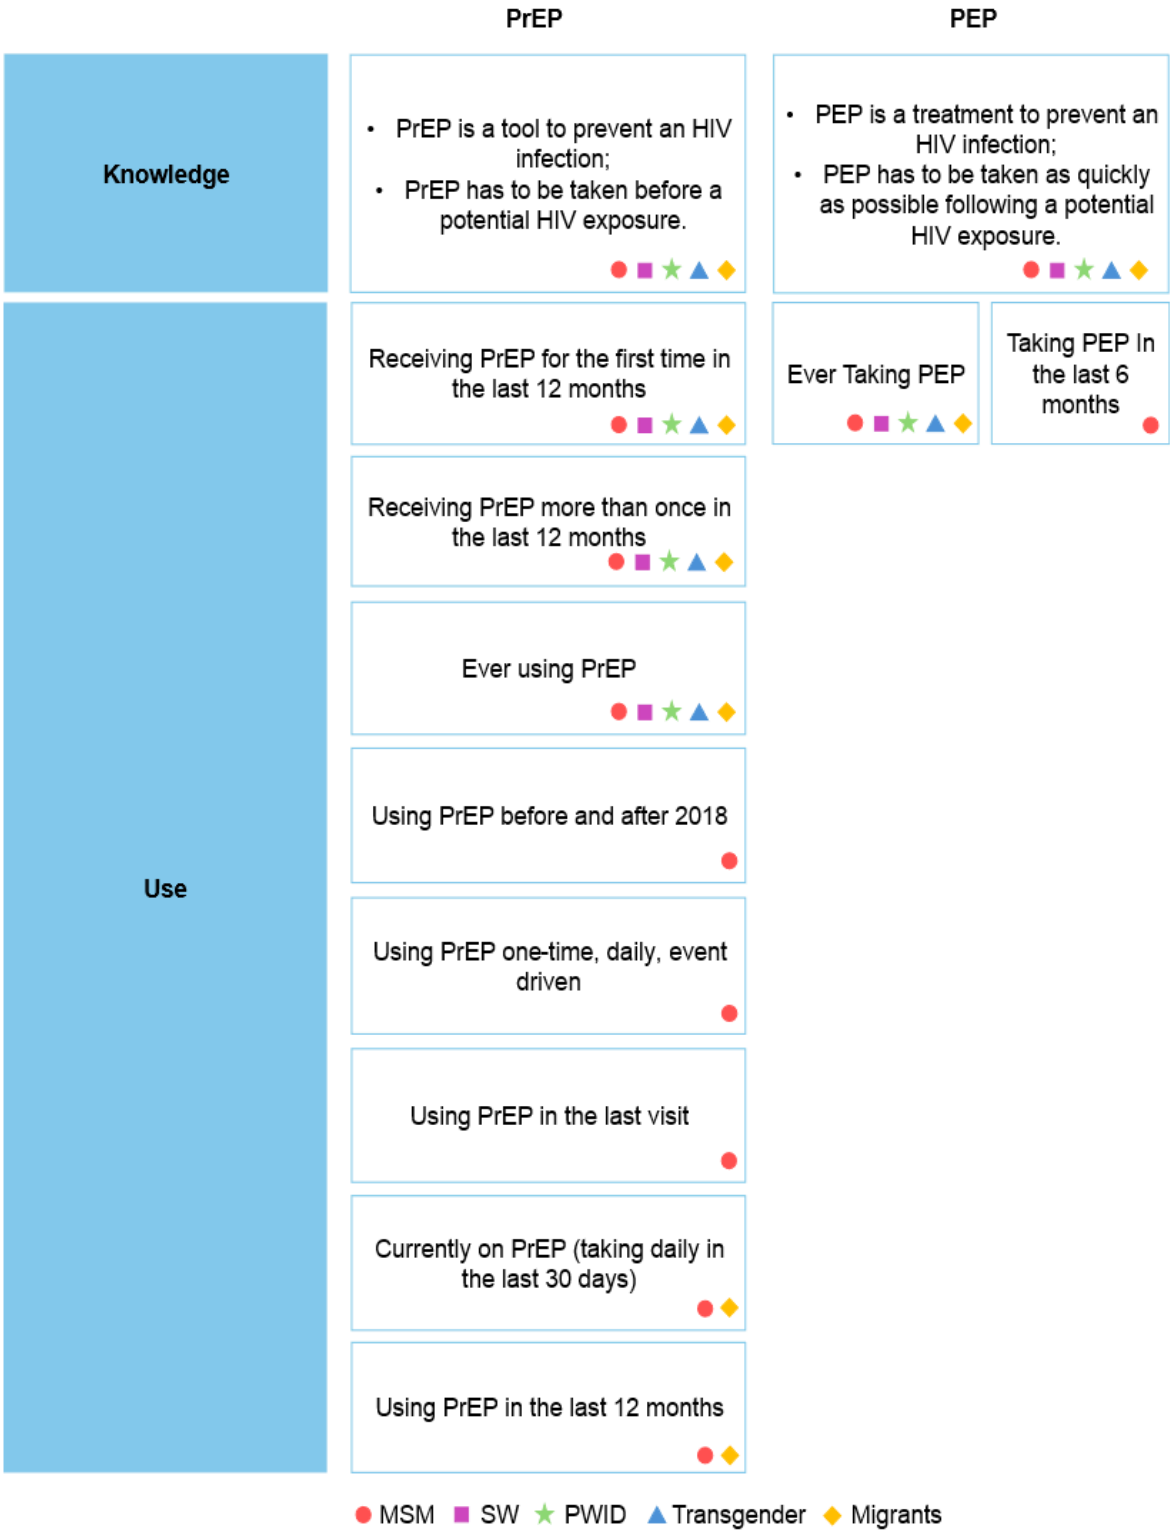 PrEP
PEP
Knowledge
• PrEP is a tool to prevent an HIV
infection;
• PrEP has to be taken before a
potential HIV exposure.
• PEP is a treatment to prevent an
HIV infection;
• PEP has to be taken as quickly
as possible following a potential
HIV exposure.
Use
Receiving PrEP for the first time in
the last 12 months
Ever Taking PEP
Taking PEP In
the last 6
months
Receiving PrEP more than once in
the last 12 months
Ever using PrEP
Using PrEP before and after 2018
Using PrEP one-time, daily, event
driven
Using PrEP in the last visit
Currently on PrEP (taking daily in
the last 30 days)
Using PrEP in the last 12 months
MSM SW PWID Transgender Migrants